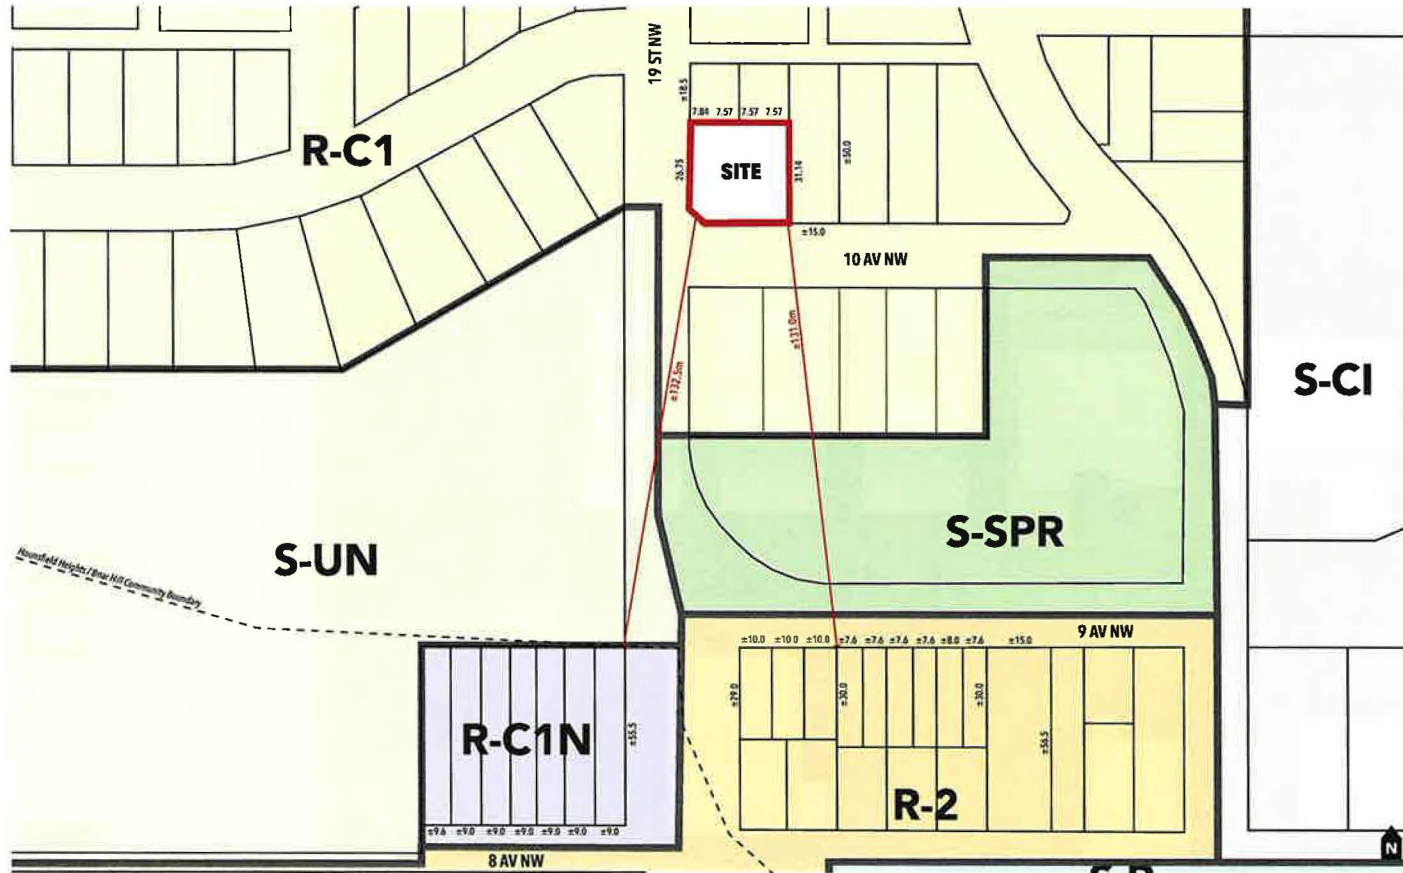 19 ST NW
±18.5
7.84 7.57 7.57 7.57
R-C1
SITE
26.75
31.14
±50.0
±15.0
10 AV NW
±132.5m
±131.0m
S-CI
S-SPR
S-UN
Hounsfield Heights / Briar Hill Community Boundary
9 AV NW
±10.0 ±10.0 ±10.0 ±7.6 ±7.6 ±7.6 ±7.6 ±8.0 ±7.6 ±15.0
±29.0
±30.0
±30.0
R-C1N
±55.5
±56.5
R-2
±9.6 ±9.0 ±9.0 ±9.0 ±9.0 ±9.0 ±9.0
8 AV NW
N